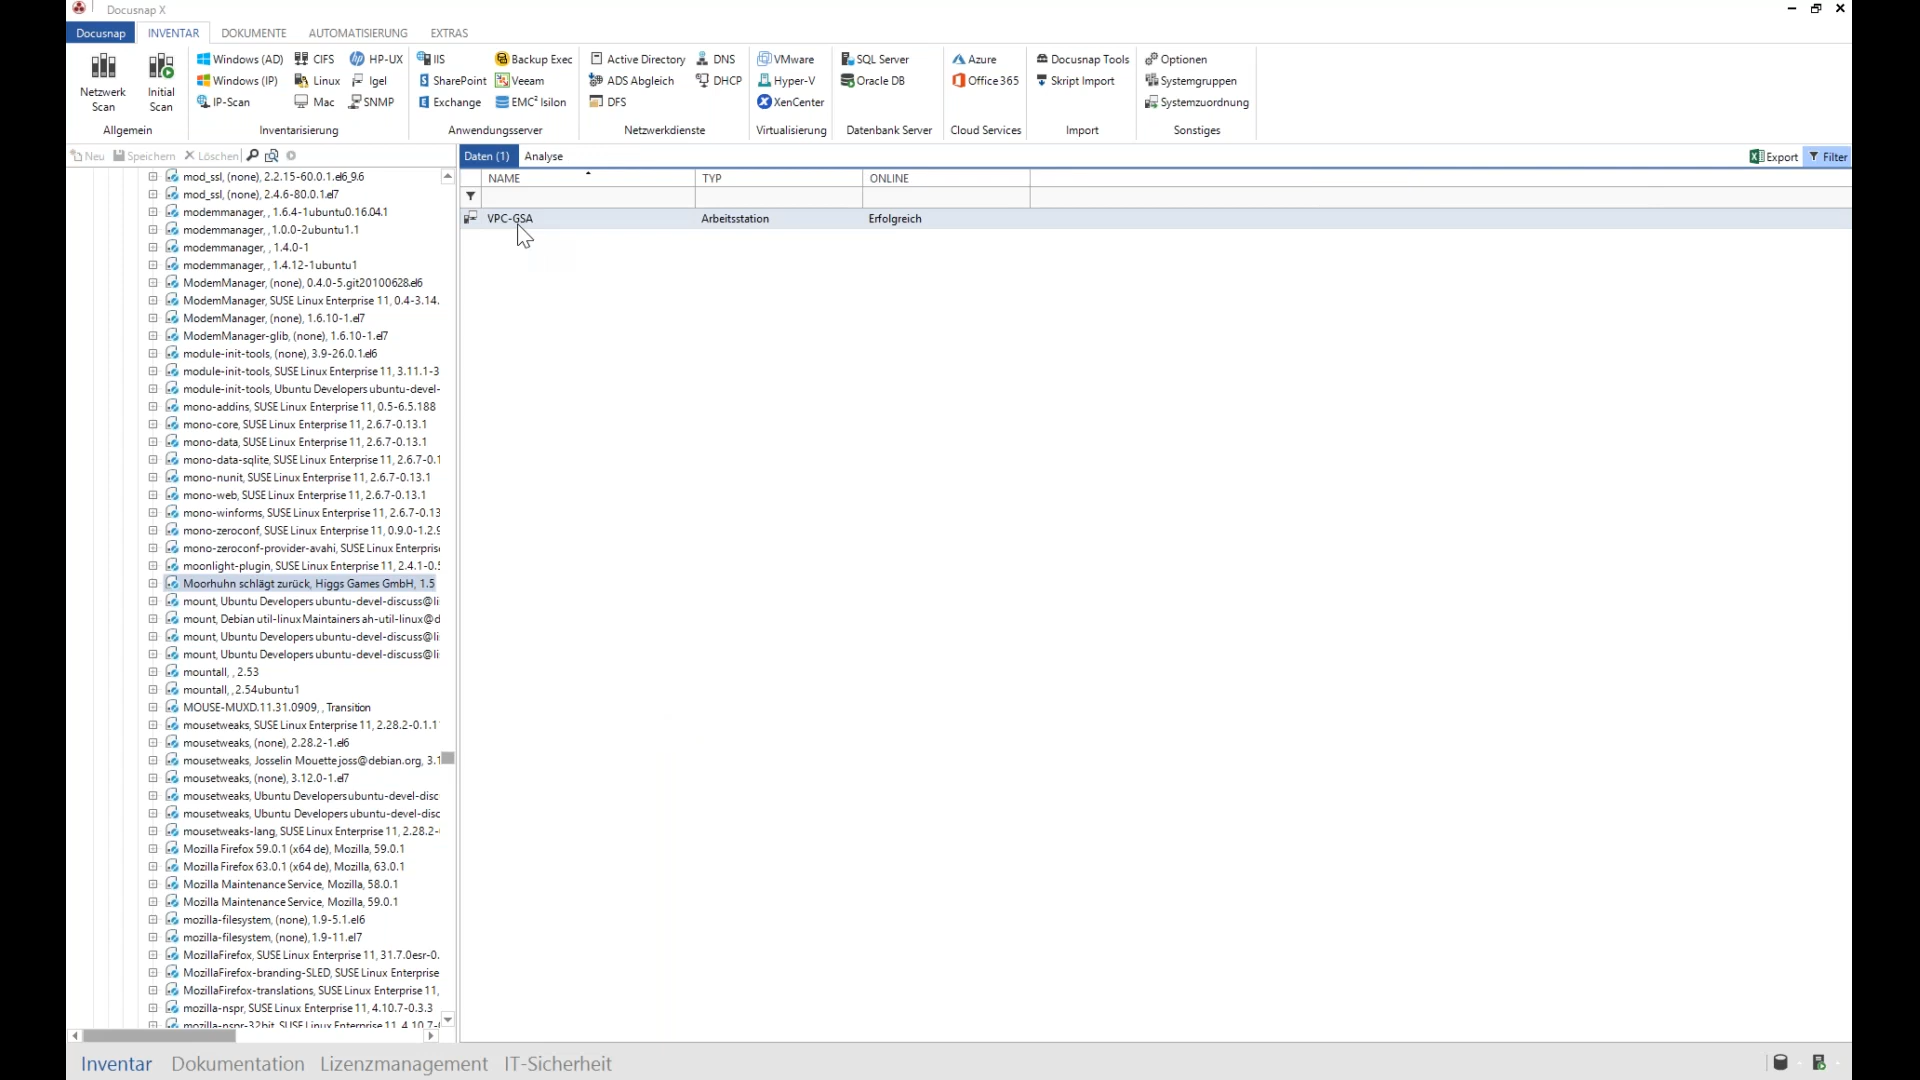 Docusnap X
Docusnap INVENTAR DOKUMENTE AUTOMATISIERUNG EXTRAS
Netzwerk Scan
Initial Scan
Allgemein
Windows (AD) CIFS HP-UX
Windows (IP) Linux Igel
IP-Scan Mac SNMP
Inventarisierung
IIS Backup Exec
SharePoint Veeam
Exchange EMC² Isilon
Anwendungsserver
Active Directory DNS
ADS Abgleich DHCP
DFS
Netzwerkdienste
VMware
Hyper-V
XenCenter
Virtualisierung
SQL Server
Oracle DB
Datenbank Server
Azure
Office 365
Cloud Services
Docusnap Tools
Skript Import
Import
Optionen
Systemgruppen
Systemzuordnung
Sonstiges
Neu Speichern Löschen
mod_ssl, (none), 2.2.15-60.0.1.el6_9.6
mod_ssl, (none), 2.4.6-80.0.1.el7
modemmanager, , 1.6.4-1ubuntu0.16.04.1
modemmanager, , 1.0.0-2ubuntu1.1
modemmanager, , 1.4.0-1
modemmanager, , 1.4.12-1ubuntu1
ModemManager, (none), 0.4.0-5.git20100628.el6
ModemManager, SUSE Linux Enterprise 11, 0.4-3.14.
ModemManager, (none), 1.6.10-1.el7
ModemManager-glib, (none), 1.6.10-1.el7
module-init-tools, (none), 3.9-26.0.1.el6
module-init-tools, SUSE Linux Enterprise 11, 3.11.1-3
module-init-tools, Ubuntu Developers ubuntu-devel-
mono-addins, SUSE Linux Enterprise 11, 0.5-6.5.188
mono-core, SUSE Linux Enterprise 11, 2.6.7-0.13.1
mono-data, SUSE Linux Enterprise 11, 2.6.7-0.13.1
mono-data-sqlite, SUSE Linux Enterprise 11, 2.6.7-0.1
mono-nunit, SUSE Linux Enterprise 11, 2.6.7-0.13.1
mono-web, SUSE Linux Enterprise 11, 2.6.7-0.13.1
mono-winforms, SUSE Linux Enterprise 11, 2.6.7-0.13
mono-zeroconf, SUSE Linux Enterprise 11, 0.9.0-1.2.9
mono-zeroconf-provider-avahi, SUSE Linux Enterpris
moonlight-plugin, SUSE Linux Enterprise 11, 2.4.1-0.5
Moorhuhn schlägt zurück, Higgs Games GmbH, 1.5
mount, Ubuntu Developers ubuntu-devel-discuss@li
mount, Debian util-linux Maintainers ah-util-linux@d
mount, Ubuntu Developers ubuntu-devel-discuss@li
mount, Ubuntu Developers ubuntu-devel-discuss@li
mountall, , 2.53
mountall, , 2.54ubuntu1
MOUSE-MUXD.11.31.0909, , Transition
mousetweaks, SUSE Linux Enterprise 11, 2.28.2-0.1.1
mousetweaks, (none), 2.28.2-1.el6
mousetweaks, Josselin Mouette joss@debian.org, 3.1
mousetweaks, (none), 3.12.0-1.el7
mousetweaks, Ubuntu Developers ubuntu-devel-disc
mousetweaks, Ubuntu Developers ubuntu-devel-disc
mousetweaks-lang, SUSE Linux Enterprise 11, 2.28.2-
Mozilla Firefox 59.0.1 (x64 de), Mozilla, 59.0.1
Mozilla Firefox 63.0.1 (x64 de), Mozilla, 63.0.1
Mozilla Maintenance Service, Mozilla, 58.0.1
Mozilla Maintenance Service, Mozilla, 59.0.1
mozilla-filesystem, (none), 1.9-5.1.el6
mozilla-filesystem, (none), 1.9-11.el7
MozillaFirefox, SUSE Linux Enterprise 11, 31.7.0esr-0.
MozillaFirefox-branding-SLED, SUSE Linux Enterprise
MozillaFirefox-translations, SUSE Linux Enterprise 11,
mozilla-nspr, SUSE Linux Enterprise 11, 4.10.7-0.3.3
mozilla-nspr-32bit, SUSE Linux Enterprise 11, 4.10.7-
Daten (1) Analyse Export Filter
NAME TYP ONLINE
VPC-GSA Arbeitsstation Erfolgreich
Inventar Dokumentation Lizenzmanagement IT-Sicherheit